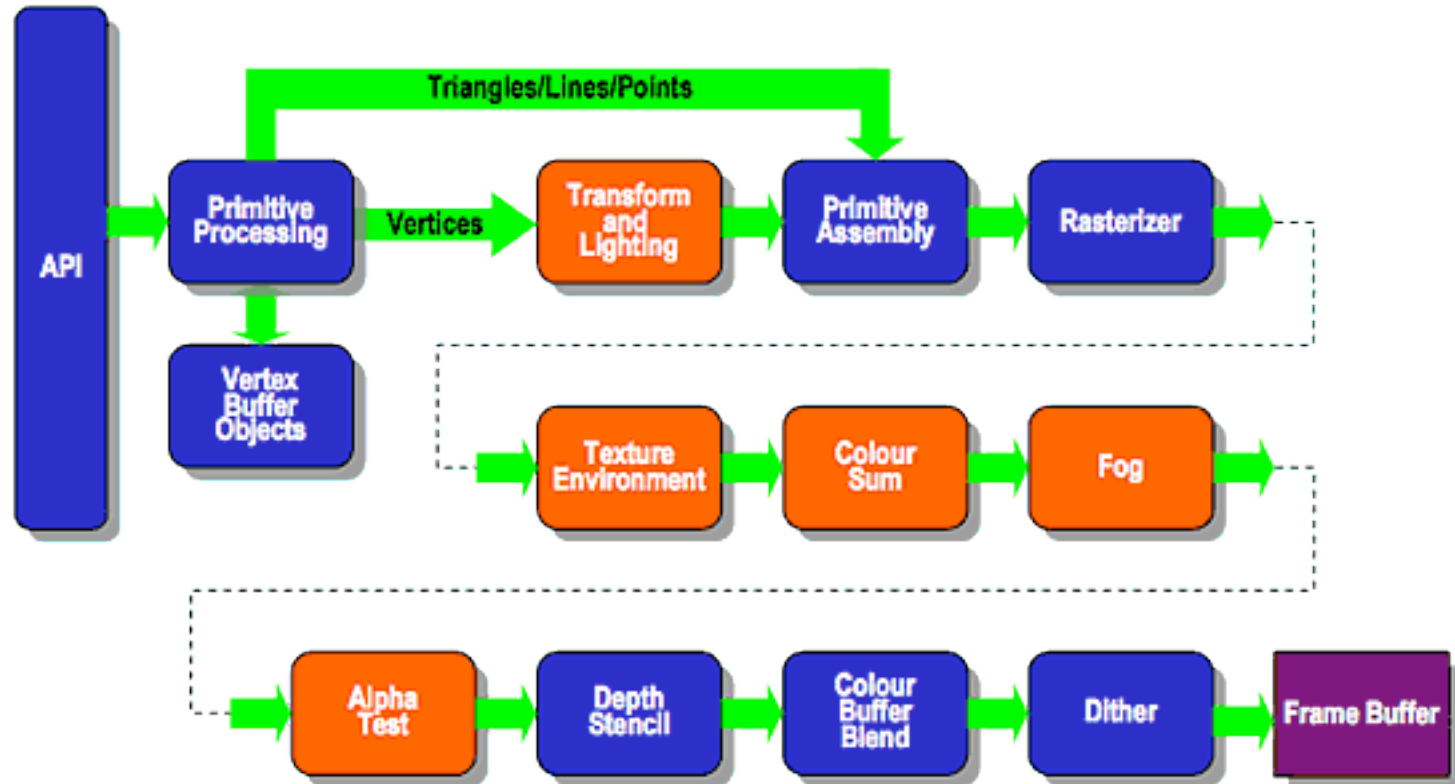 Triangles/Lines/Points
API
Primitive
Processing
Vertices
Transform
and
Lighting
Primitive
Assembly
Rasterizer
Vertex
Buffer
Objects
Texture
Environment
Colour
Sum
Fog
Alpha
Test
Depth
Stencil
Colour
Buffer
Blend
Dither
Frame Buffer